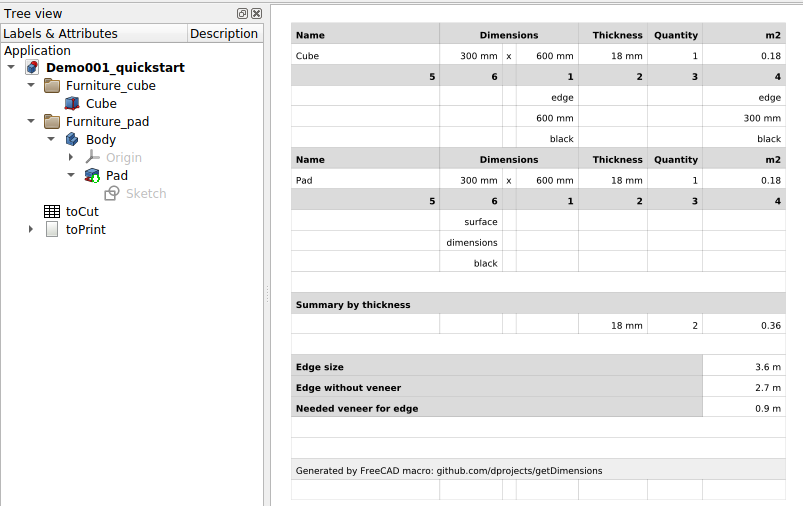 Tree view
Labels & Attributes Description
Application
Demo001_quickstart
Furniture_cube
Cube
Furniture_pad
Body
Origin
Pad
Sketch
toCut
toPrint
Name Dimensions Thickness Quantity m2
Cube 300 mm x 600 mm 18 mm 1 0.18
5 6 1 2 3 4
edge edge
600 mm 300 mm
black black
Name Dimensions Thickness Quantity m2
Pad 300 mm x 600 mm 18 mm 1 0.18
5 6 1 2 3 4
surface
dimensions
black
Summary by thickness
18 mm 2 0.36
Edge size 3.6 m
Edge without veneer 2.7 m
Needed veneer for edge 0.9 m
Generated by FreeCAD macro: github.com/dprojects/getDimensions